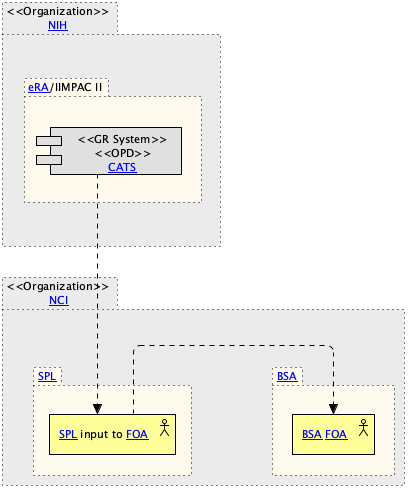 <<Organization>>
NIH
eRA/IIMPAC II
<<GR System>>
<<OPD>>
CATS
<<Organization>>
NCI
SPL
BSA
SPL input to FOA
BSA FOA